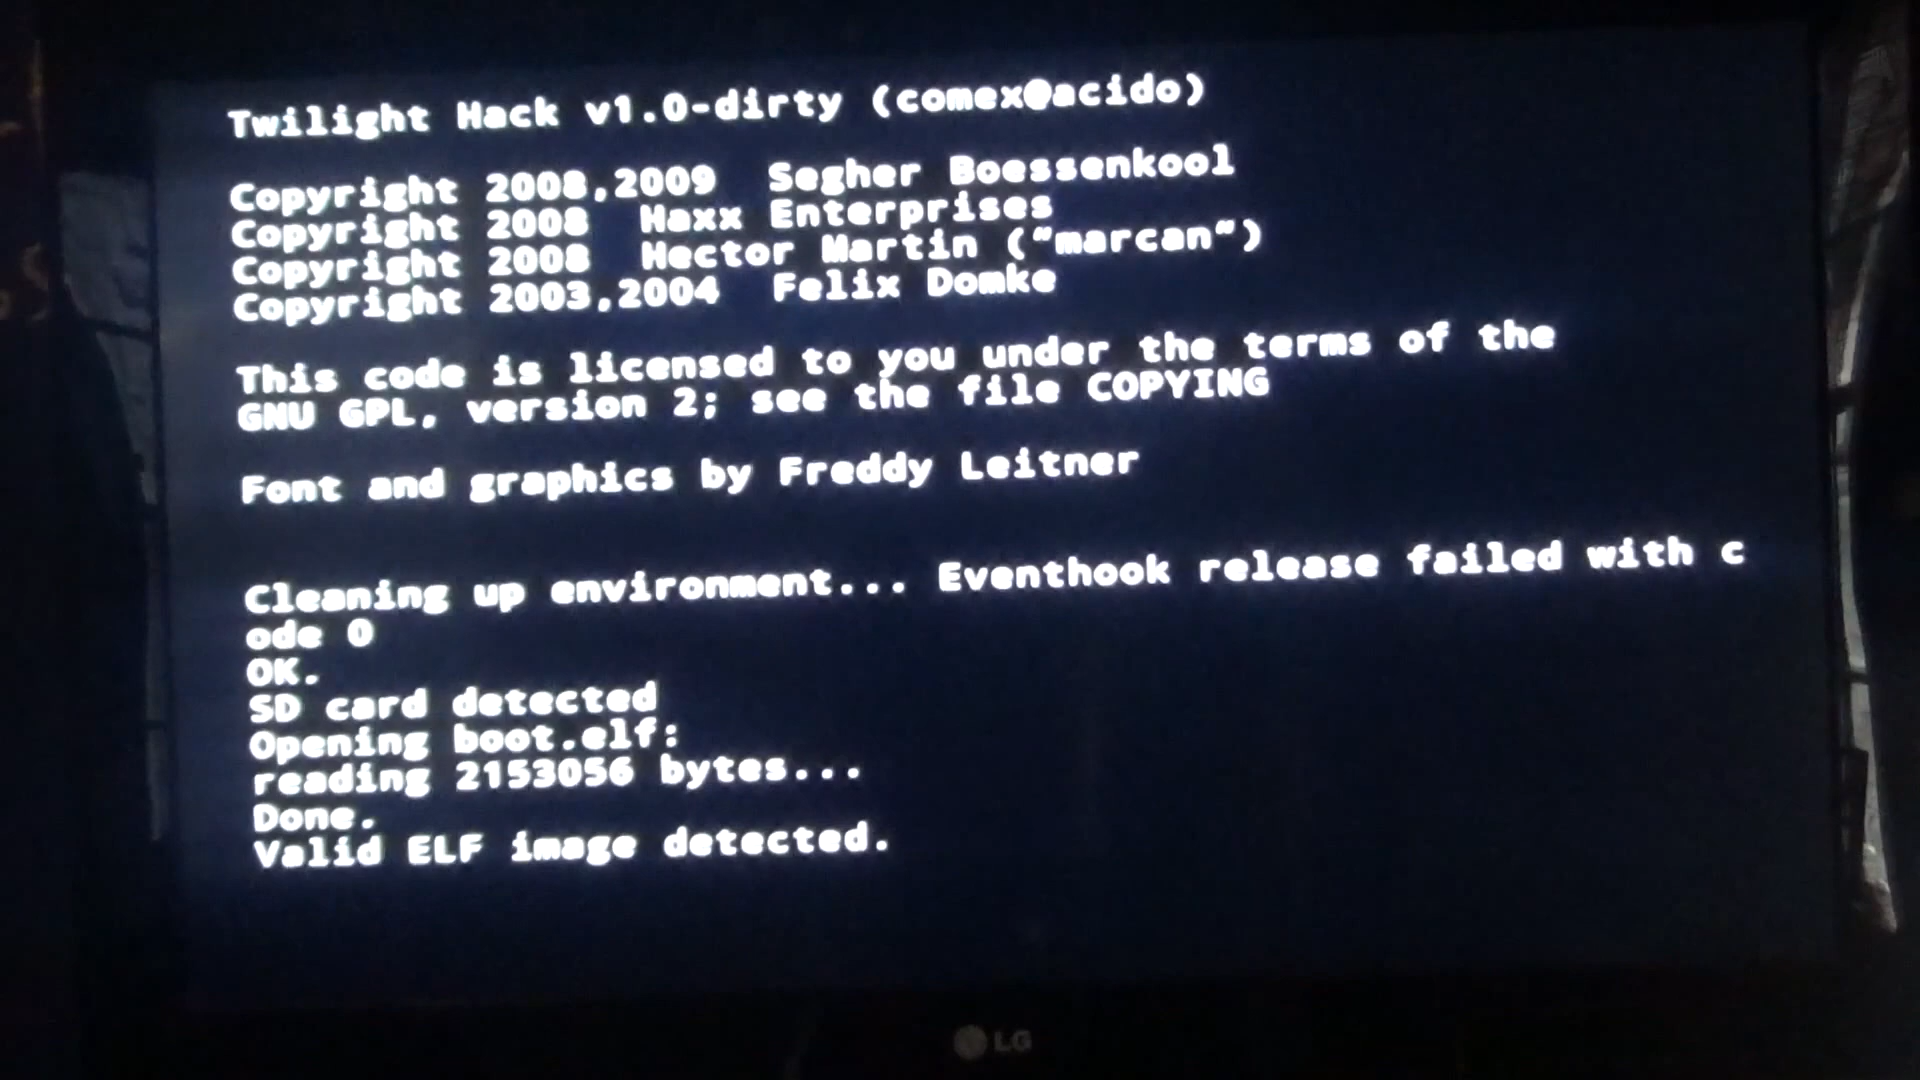 Twilight Hack v1.0-dirty (comex@acido)
Copyright 2008,2009  Segher Boessenkool
Copyright 2008  Haxx Enterprises
Copyright 2008  Hector Martin ("marcan")
Copyright 2003,2004  Felix Domke
This code is licensed to you under the terms of the
GNU GPL, version 2; see the file COPYING
Font and graphics by Freddy Leitner
Cleaning up environment... Eventhook release failed with c
ode 0
OK.
SD card detected
Opening boot.elf:
reading 2153056 bytes...
Done.
Valid ELF image detected.
LG